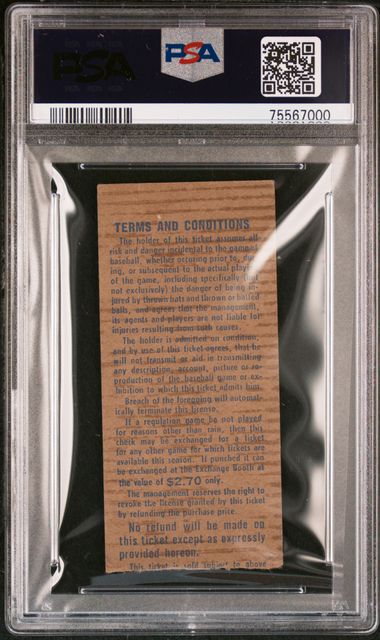 PSA
PSA
75567000
TERMS AND CONDITIONS
The holder of this ticket assumes all
risk and danger incidental to the game of
baseball, whether occuring prior to, dur-
ing, or subsequent to the actual playing
of the game, including specifically (but
not exclusively) the danger of being in-
jured by thrown bats and thrown or batted
balls, and agrees that the management,
its agents and players are not liable for
injuries resulting from such causes.
The holder is admitted on condition,
and by use of this ticket agrees, that he
will not transmit or aid in transmitting
any description, account, picture or re-
production of the baseball game or ex-
hibition to which this ticket admits him.
Breach of the foregoing will automat-
ically terminate this license.
If a regulation game be not played
for reasons other than rain, then this
check may be exchanged for a ticket
for any other game for which tickets are
available this season. If punched it can
be exchanged at the Exchange Booth at
the value of $2.70 only.
The management reserves the right to
revoke the license granted by this ticket
by refunding the purchase price.
No refund will be made on
this ticket except as expressly
provided hereon.
This ticket is sold subject to above